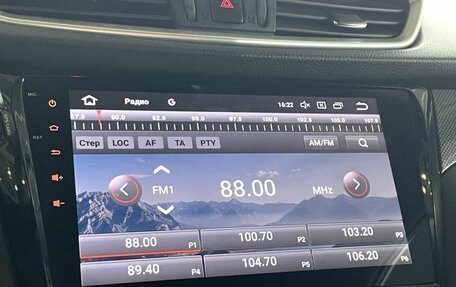 MIC
Радио G 16:22
RST
87.5 90.0 92.5 95.0 97.5 100.0 102.5 105.0 107.5
Стер LOC AF TA PTY AM/FM
FM1 88.00 MHz
88.00 P1 100.70 P2 103.20 P3
89.40 P4 104.70 P5 106.20 P6